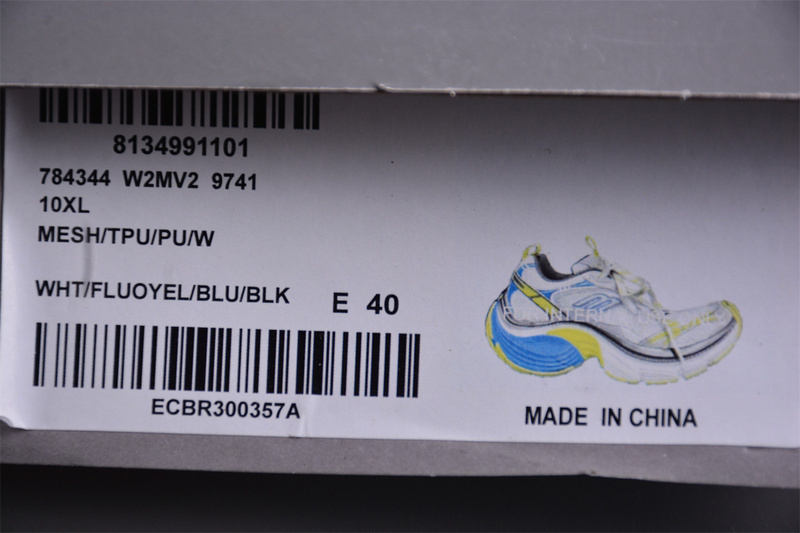 8134991101
784344 W2MV2 9741
10XL
MESH/TPU/PU/W
WHT/FLUOYEL/BLU/BLK
E 40
ECBR300357A
MADE IN CHINA